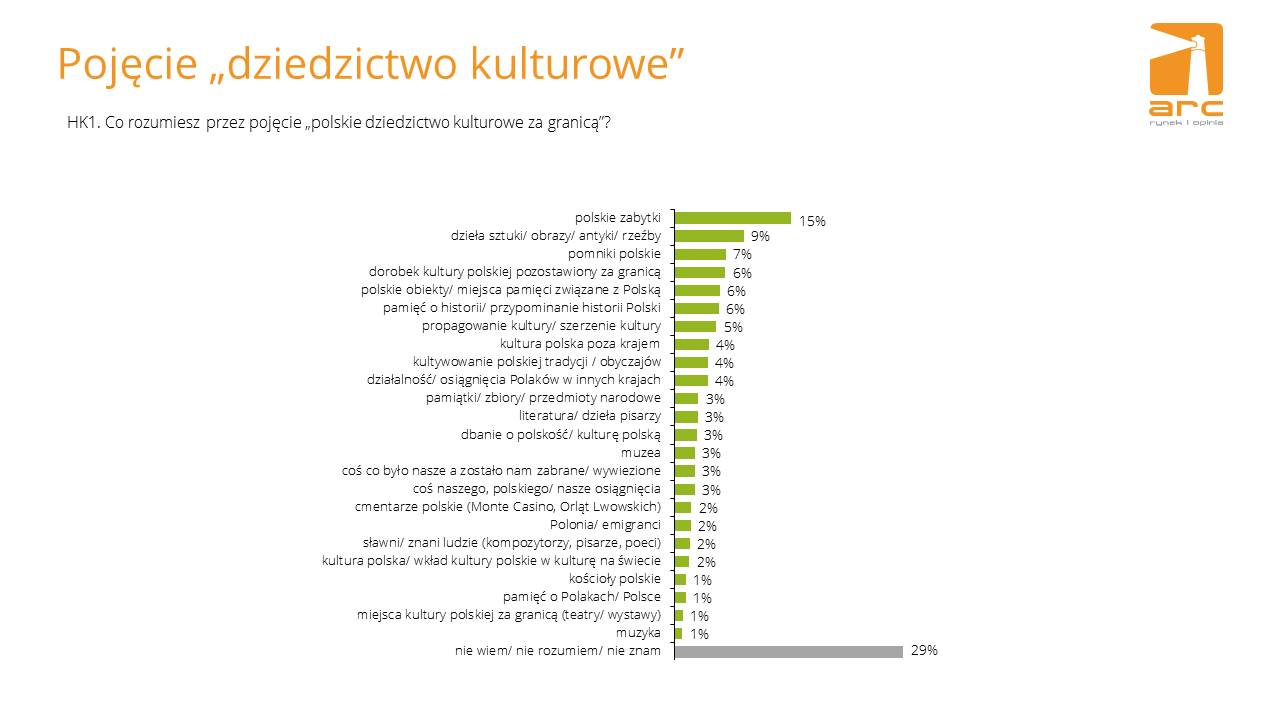 Pojęcie „dziedzictwo kulturowe”
arc
rynek i opinia
HK1. Co rozumiesz przez pojęcie „polskie dziedzictwo kulturowe za granicą”?
polskie zabytki 15%
dzieła sztuki/ obrazy/ antyki/ rzeźby 9%
pomniki polskie 7%
dorobek kultury polskiej pozostawiony za granicą 6%
polskie obiekty/ miejsca pamięci związane z Polską 6%
pamięć o historii/ przypominanie historii Polski 6%
propagowanie kultury/ szerzenie kultury 5%
kultura polska poza krajem 4%
kultywowanie polskiej tradycji / obyczajów 4%
działalność/ osiągnięcia Polaków w innych krajach 4%
pamiątki/ zbiory/ przedmioty narodowe 3%
literatura/ dzieła pisarzy 3%
dbanie o polskość/ kulturę polską 3%
muzea 3%
coś co było nasze a zostało nam zabrane/ wywiezione 3%
coś naszego, polskiego/ nasze osiągnięcia 3%
cmentarze polskie (Monte Casino, Orląt Lwowskich) 2%
Polonia/ emigranci 2%
sławni/ znani ludzie (kompozytorzy, pisarze, poeci) 2%
kultura polska/ wkład kultury polskie w kulturę na świecie 2%
kościoły polskie 1%
pamięć o Polakach/ Polsce 1%
miejsca kultury polskiej za granicą (teatry/ wystawy) 1%
muzyka 1%
nie wiem/ nie rozumiem/ nie znam 29%